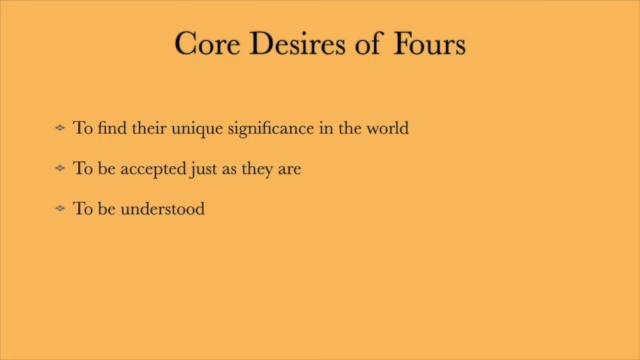 Core Desires of Fours
To find their unique significance in the world
To be accepted just as they are
To be understood